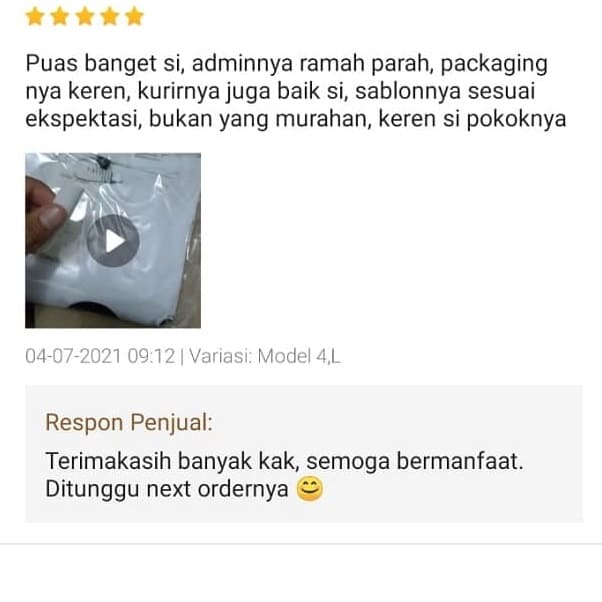 Puas banget si, adminnya ramah parah, packaging
nya keren, kurirnya juga baik si, sablonnya sesuai
ekspektasi, bukan yang murahan, keren si pokoknya
04-07-2021 09:12 | Variasi: Model 4,L
Respon Penjual:
Terimakasih banyak kak, semoga bermanfaat.
Ditunggu next ordernya 😊